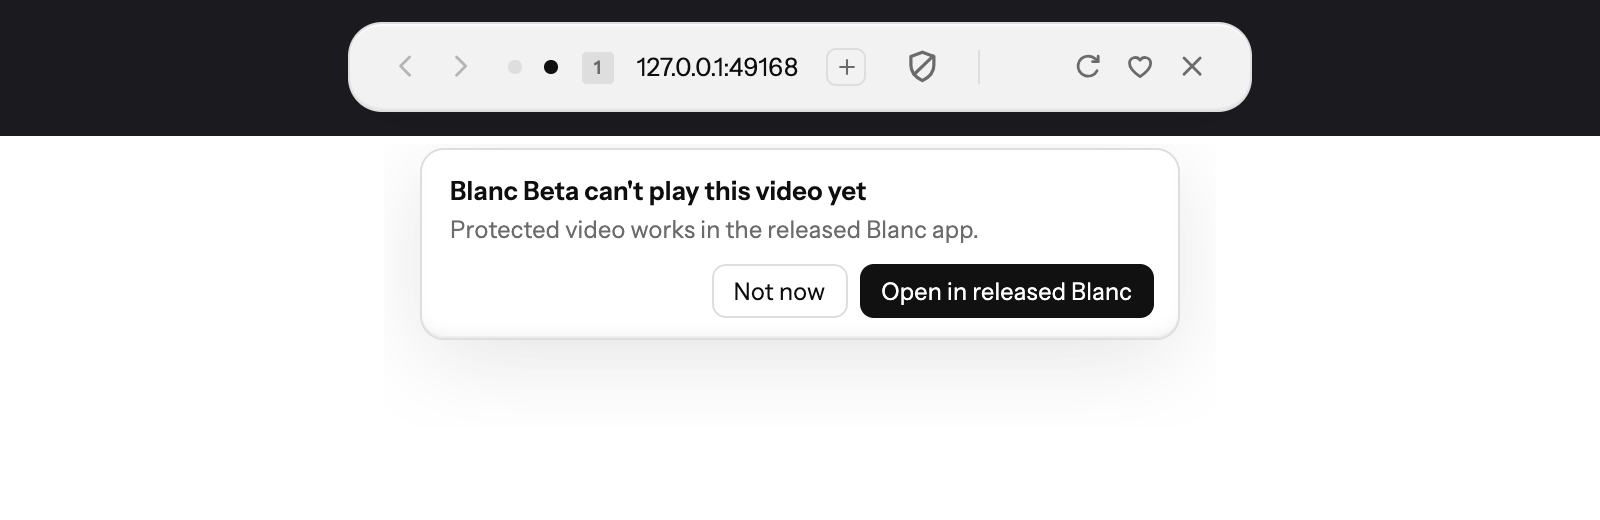 1 127.0.0.1:49168
Blanc Beta can't play this video yet
Protected video works in the released Blanc app.
Not now Open in released Blanc